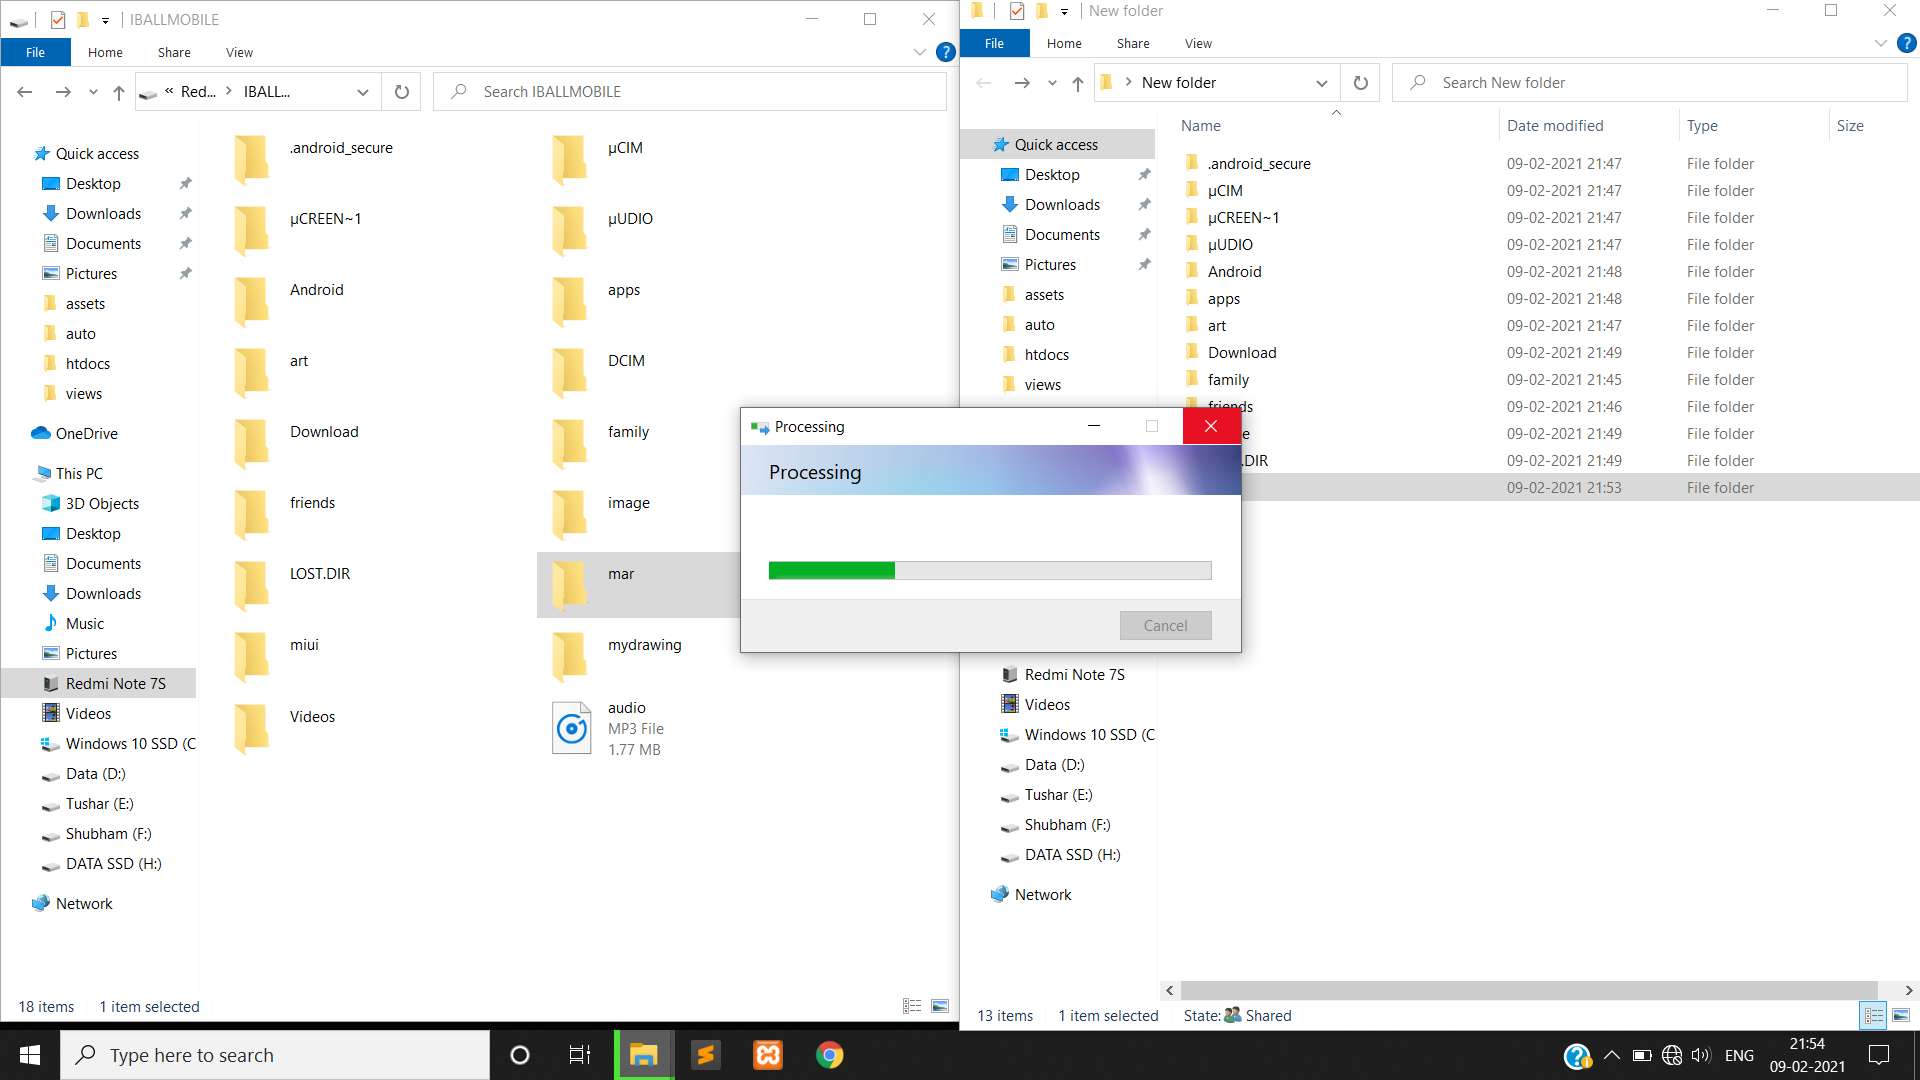 IBALLMOBILE
File Home Share View
« Red... > IBALL...
Search IBALLMOBILE
Quick access
Desktop
Downloads
Documents
Pictures
assets
auto
htdocs
views
OneDrive
This PC
3D Objects
Desktop
Documents
Downloads
Music
Pictures
Redmi Note 7S
Videos
Windows 10 SSD (C
Data (D:)
Tushar (E:)
Shubham (F:)
DATA SSD (H:)
Network
.android_secure µCIM
µCREEN~1 µUDIO
Android apps
art DCIM
Download family
friends image
LOST.DIR mar
miui mydrawing
Videos audio
MP3 File
1.77 MB
18 items 1 item selected
New folder
File Home Share View
New folder
Search New folder
Quick access
Desktop
Downloads
Documents
Pictures
assets
auto
htdocs
views
Redmi Note 7S
Videos
Windows 10 SSD (C
Data (D:)
Tushar (E:)
Shubham (F:)
DATA SSD (H:)
Network
Name Date modified Type Size
.android_secure 09-02-2021 21:47 File folder
µCIM 09-02-2021 21:47 File folder
µCREEN~1 09-02-2021 21:47 File folder
µUDIO 09-02-2021 21:47 File folder
Android 09-02-2021 21:48 File folder
apps 09-02-2021 21:48 File folder
art 09-02-2021 21:47 File folder
Download 09-02-2021 21:49 File folder
family 09-02-2021 21:45 File folder
friends 09-02-2021 21:46 File folder
e 09-02-2021 21:49 File folder
.DIR 09-02-2021 21:49 File folder
09-02-2021 21:53 File folder
13 items 1 item selected State: Shared
Processing
Processing
Cancel
Type here to search
ENG
21:54
09-02-2021